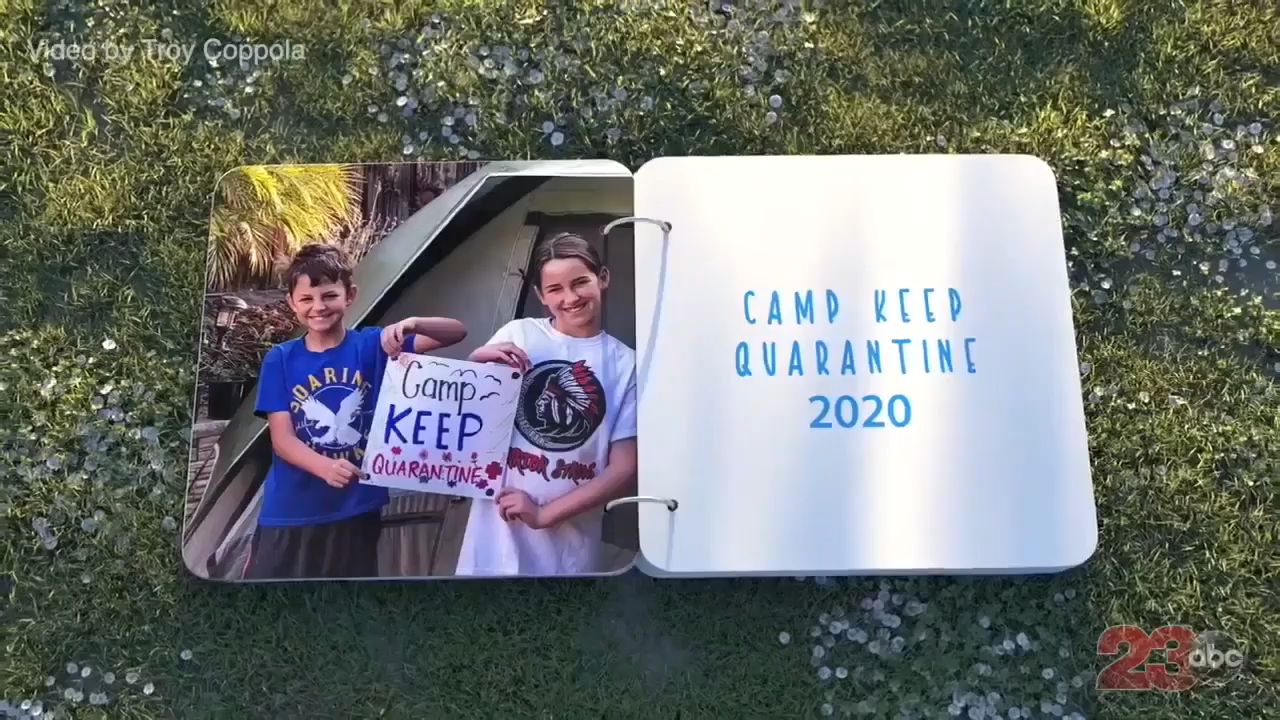 Video by Troy Coppola
Camp
KEEP
QUARANTINE
CAMP KEEP
QUARANTINE
2020
23abc